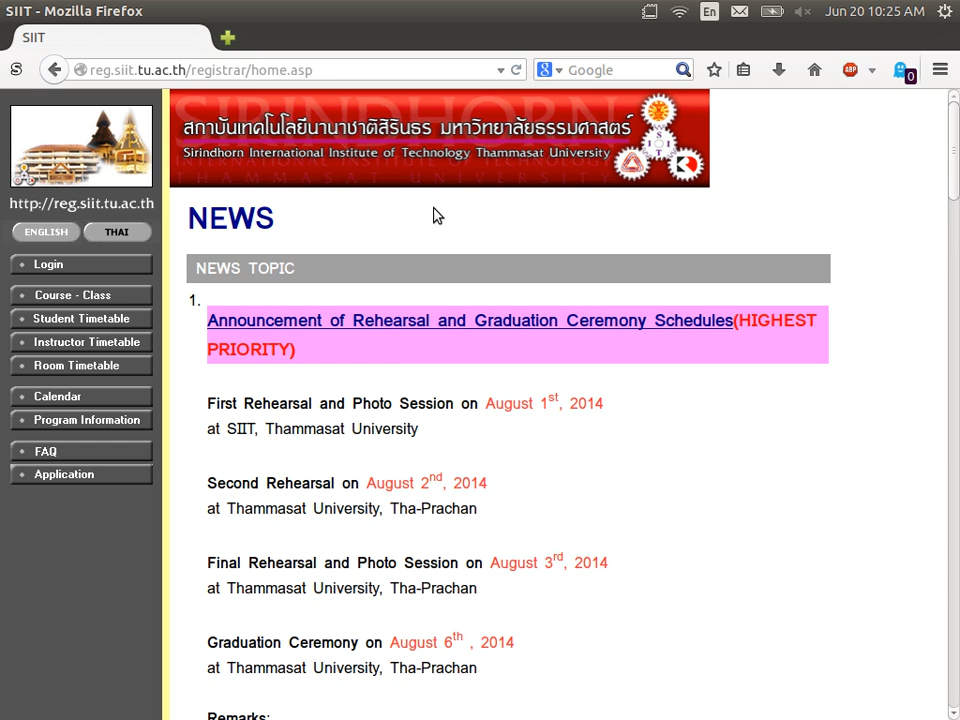 SIIT - Mozilla Firefox
En
Jun 20 10:25 AM
SIIT
reg.siit.tu.ac.th/registrar/home.asp
Google
ABP
0
สถาบันเทคโนโลยีนานาชาติสิรินธร มหาวิทยาลัยธรรมศาสตร์
Sirindhorn International Institute of Technology Thammasat University
http://reg.siit.tu.ac.th
ENGLISH
THAI
Login
Course - Class
Student Timetable
Instructor Timetable
Room Timetable
Calendar
Program Information
FAQ
Application
NEWS
NEWS TOPIC
1.
Announcement of Rehearsal and Graduation Ceremony Schedules(HIGHEST
PRIORITY)
First Rehearsal and Photo Session on August 1st, 2014
at SIIT, Thammasat University
Second Rehearsal on August 2nd, 2014
at Thammasat University, Tha-Prachan
Final Rehearsal and Photo Session on August 3rd, 2014
at Thammasat University, Tha-Prachan
Graduation Ceremony on August 6th , 2014
at Thammasat University, Tha-Prachan
Remarks: